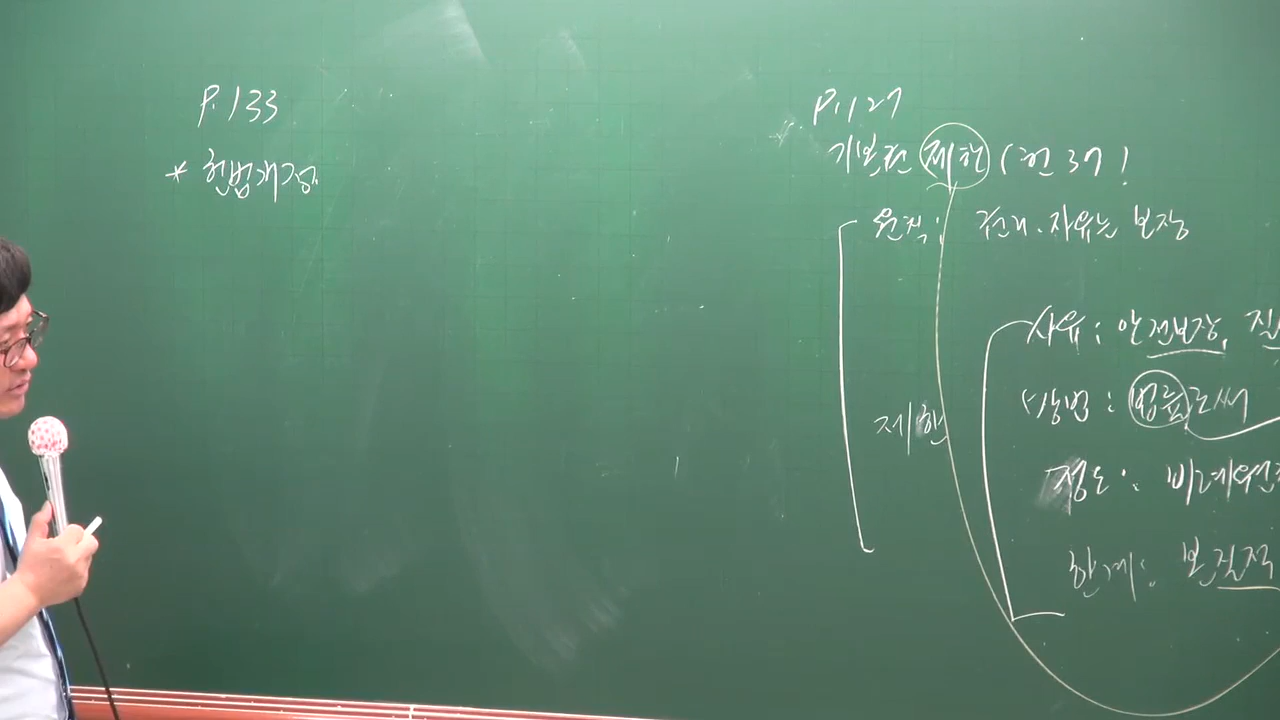 P.133
* 헌법개정
P.127
기본권 제한 (헌 37)
원칙: 권리.자유는 보장
제한
사유: 안전보장, 질
방법: 법률로써
정도: 비례원칙
한계: 본질적